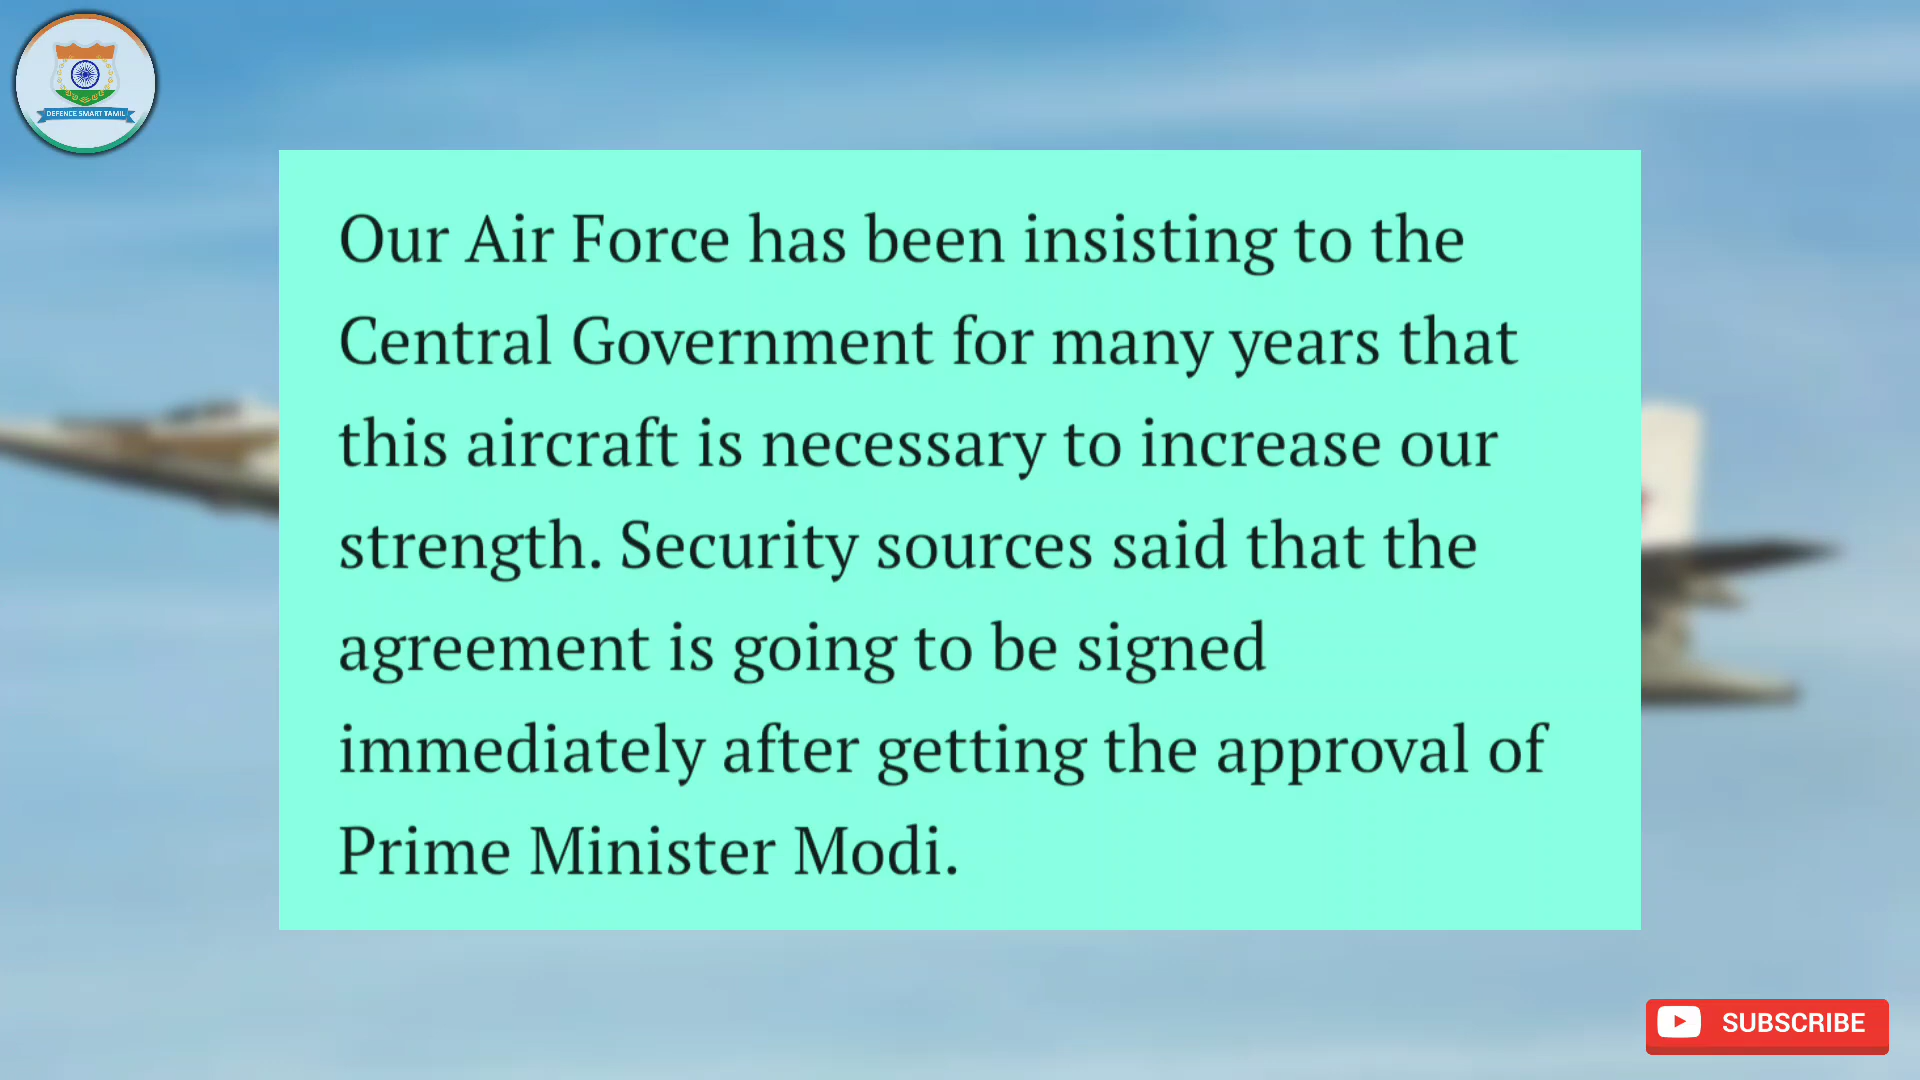 DEFENCE SMART TAMIL
Our Air Force has been insisting to the
Central Government for many years that
this aircraft is necessary to increase our
strength. Security sources said that the
agreement is going to be signed
immediately after getting the approval of
Prime Minister Modi.
SUBSCRIBE